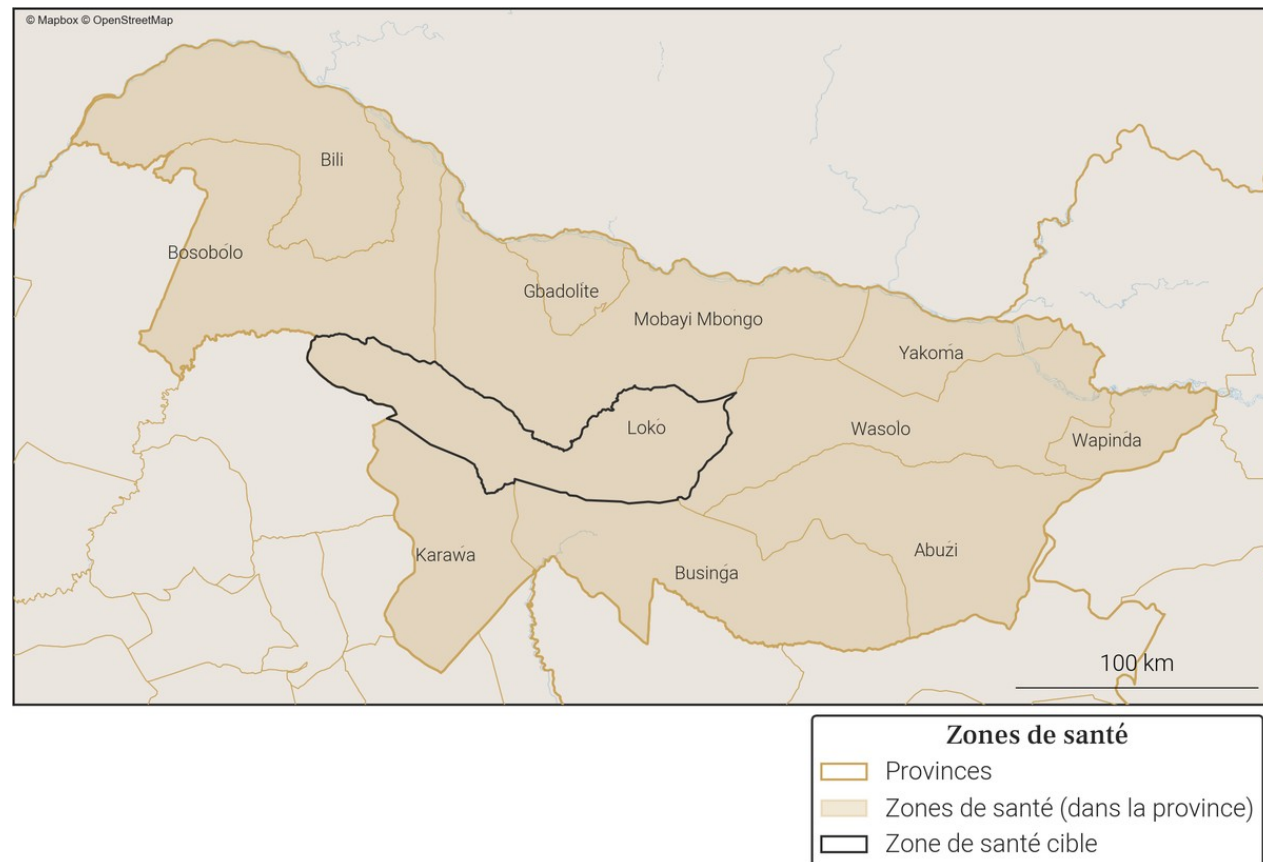 © Mapbox © OpenStreetMap
Bili
Bosobolo
Gbadolite
Mobayi Mbongo
Yakoma
Loko
Wasolo
Wapinda
Karawa
Businga
Abuzi
100 km
Zones de santé
Provinces
Zones de santé (dans la province)
Zone de santé cible